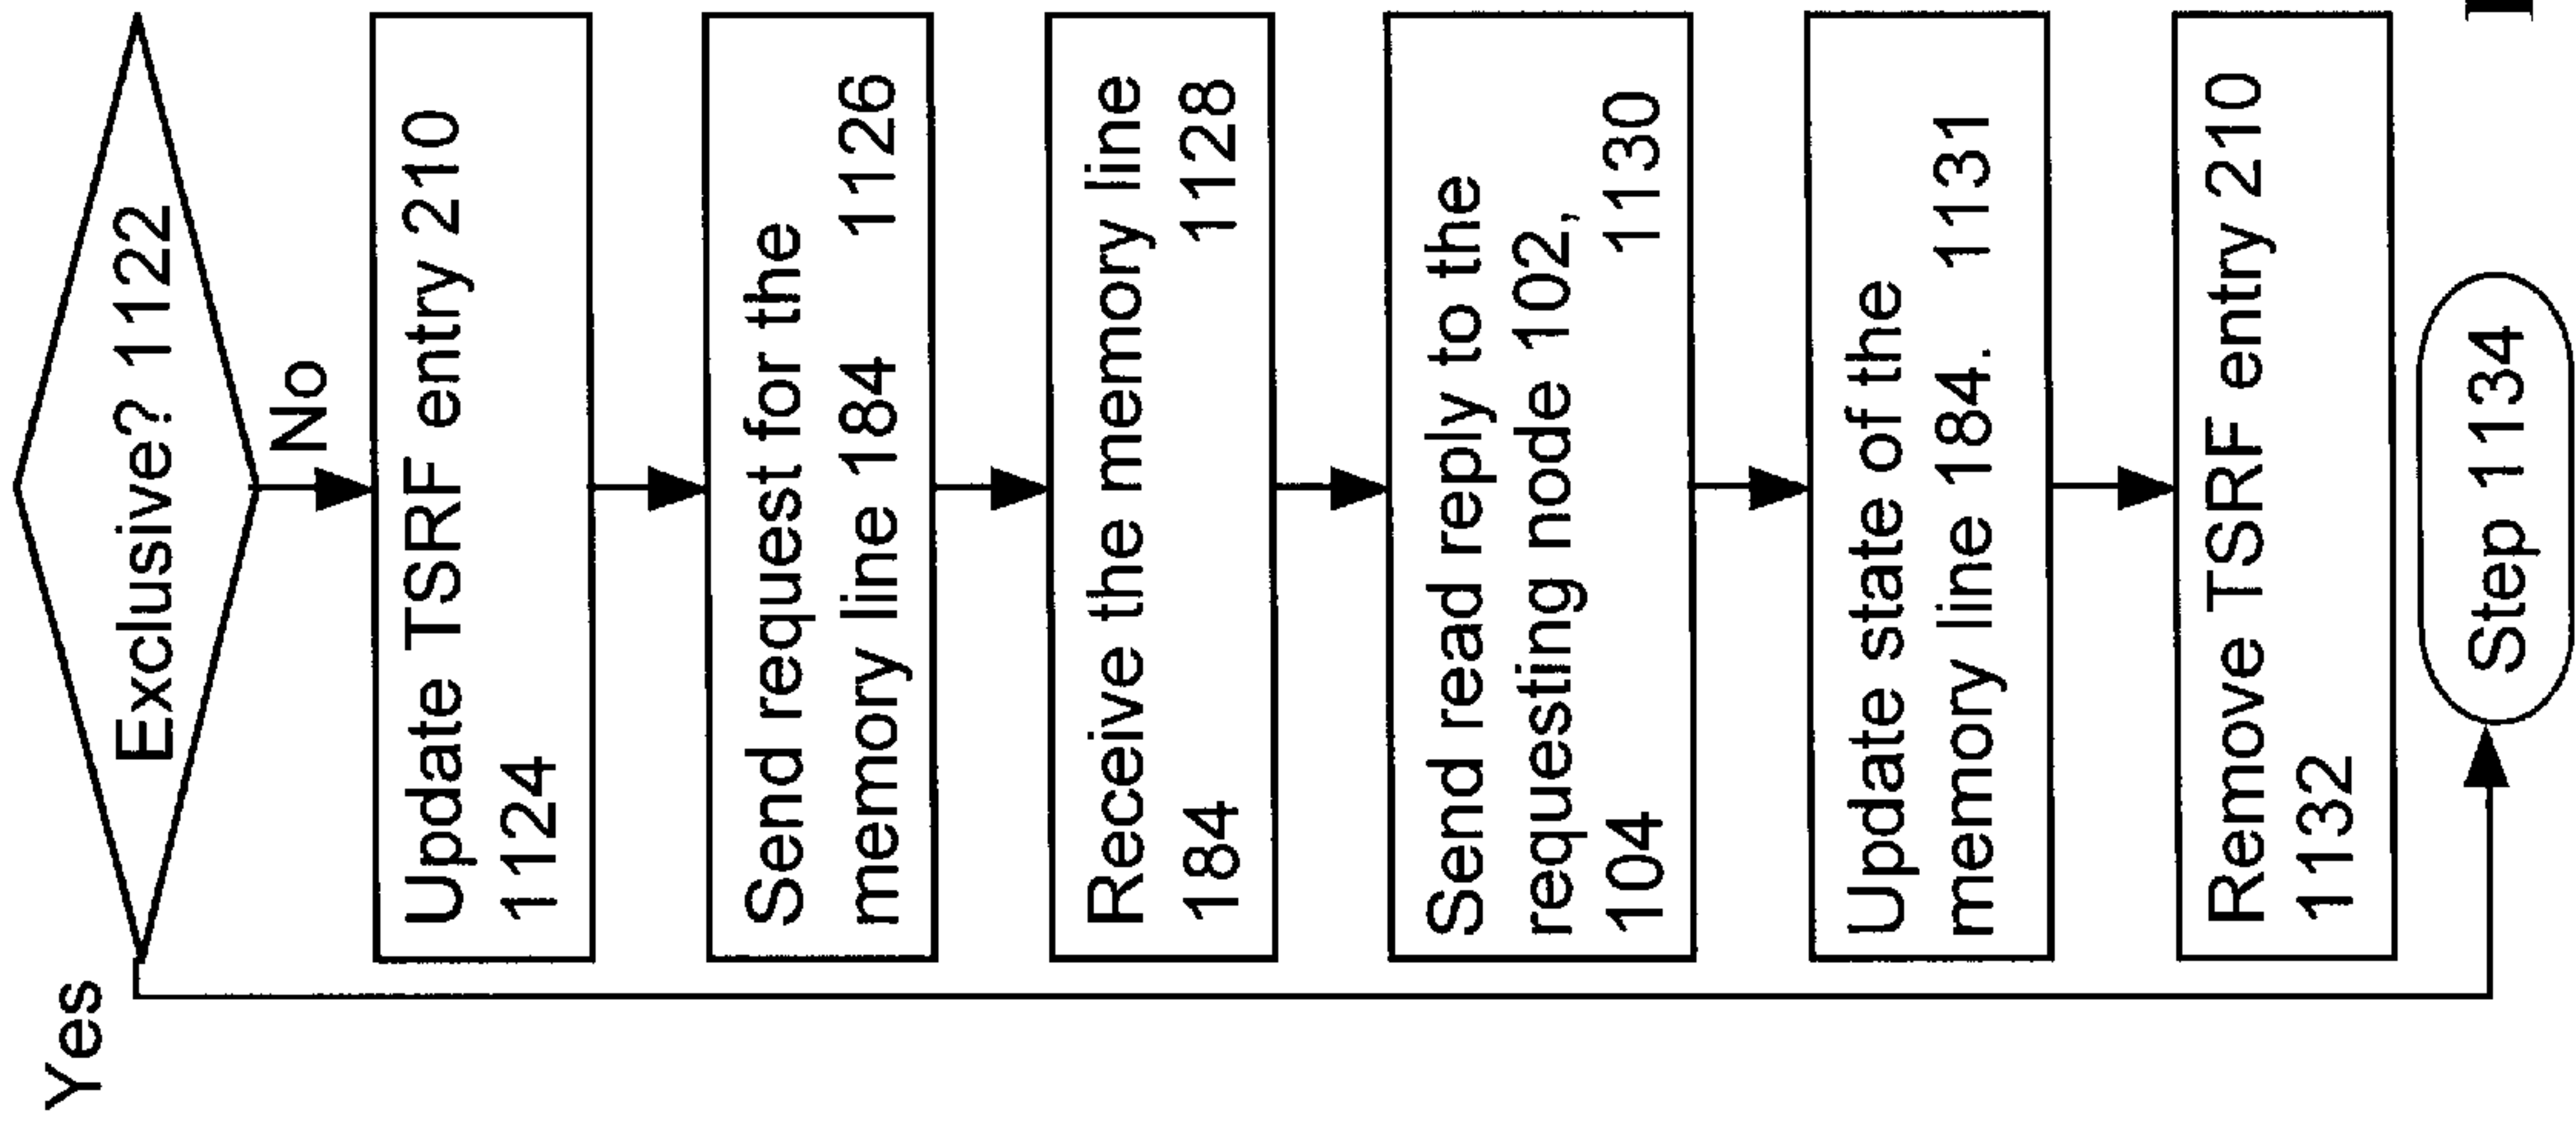 Yes
Exclusive? 1122
No
Update TSRF entry 210
1124
Send request for the
memory line 184 1126
Receive the memory line
184 1128
Send read reply to the
requesting node 102,
104 1130
Update state of the
memory line 184. 1131
Remove TSRF entry 210
1132
Step 1134